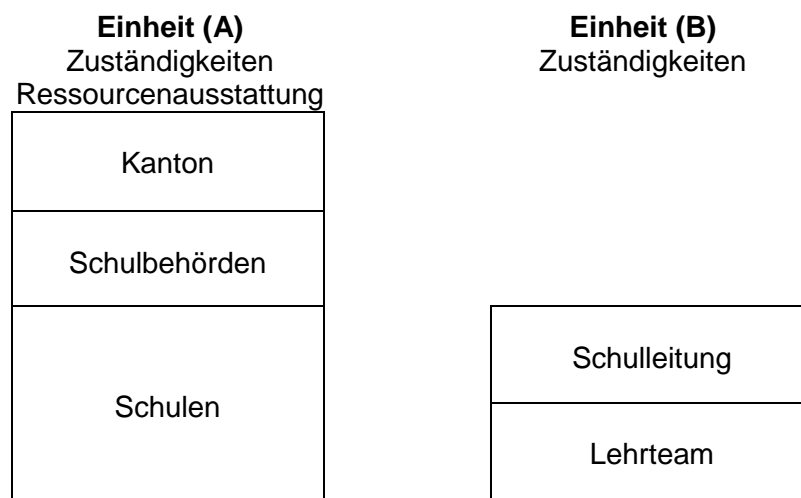 Einheit (A)
Zuständigkeiten
Ressourcenausstattung
Kanton
Schulbehörden
Schulen
Einheit (B)
Zuständigkeiten
Schulleitung
Lehrteam